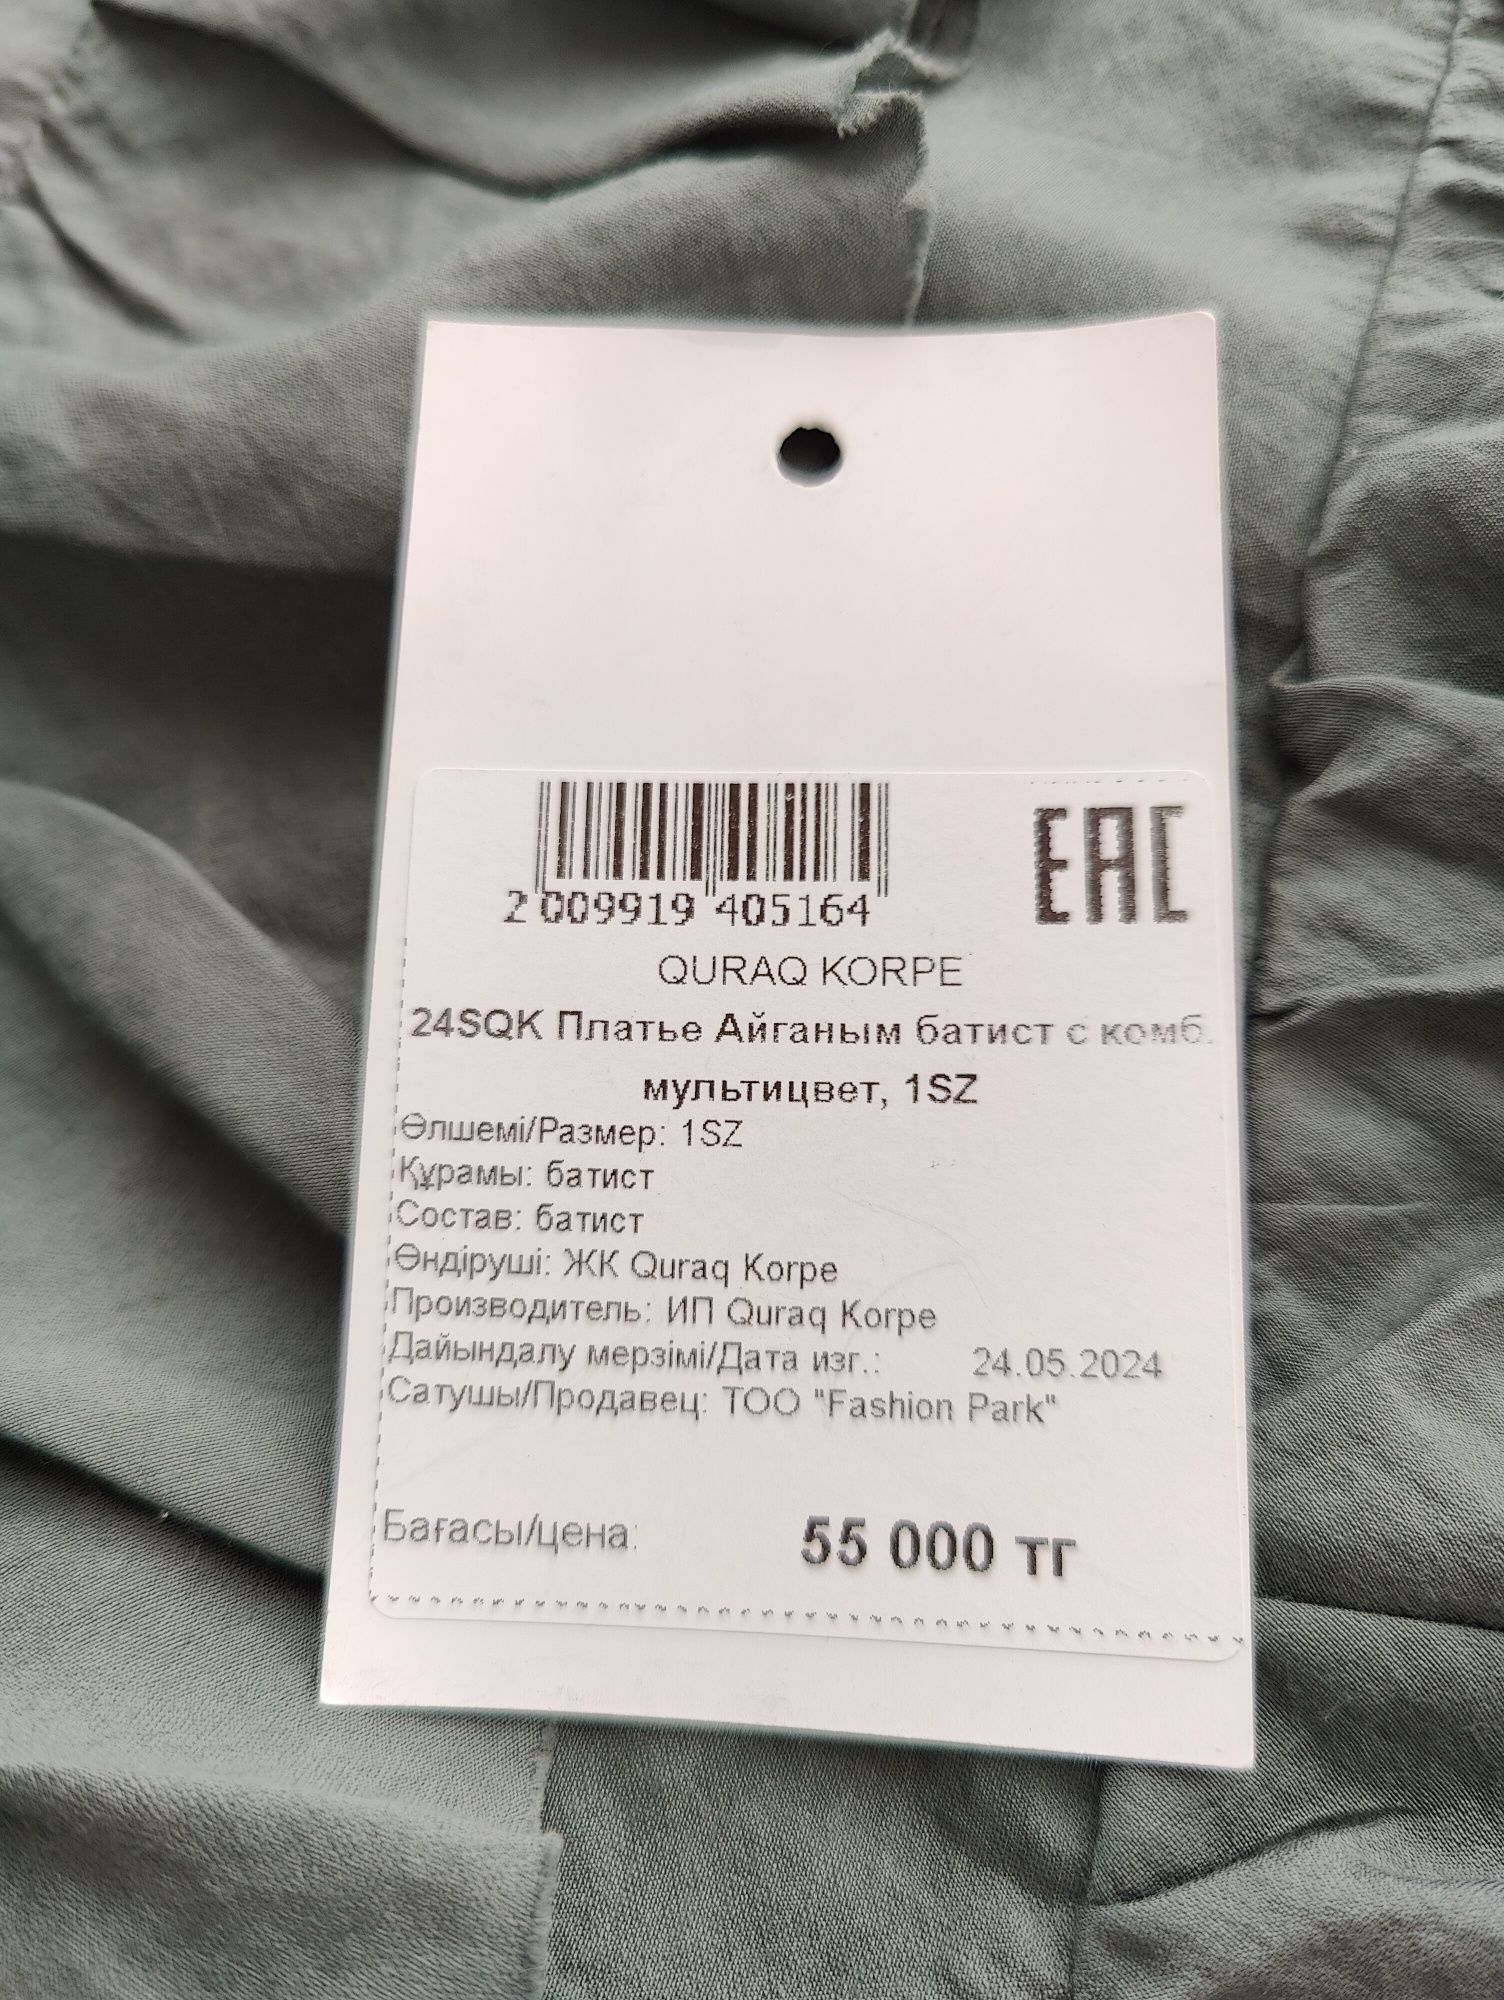 2 009919 405164
EAC
QURAQ KORPE
24SQK Платье Айганым батист с комб.
мультицвет, 1SZ
Өлшемі/Размер: 1SZ
Құрамы: батист
Состав: батист
Өндіруші: ЖК Quraq Korpe
Производитель: ИП Quraq Korpe
Дайындалу мерзімі/Дата изг.: 24.05.2024
Сатушы/Продавец: ТОО "Fashion Park"
Бағасы/цена: 55 000 тг